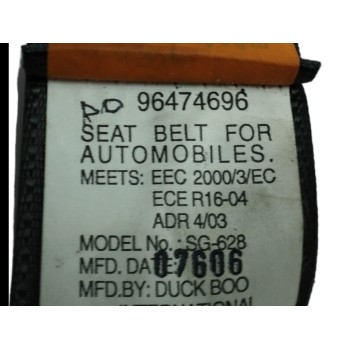 96474696
SEAT BELT FOR
AUTOMOBILES.
MEETS: EEC 2000/3/EC
ECE R16-04
ADR 4/03
MODEL No.: SG-628
MFD. DATE: 07606
MFD.BY: DUCK BOO
INTERNATIONAL